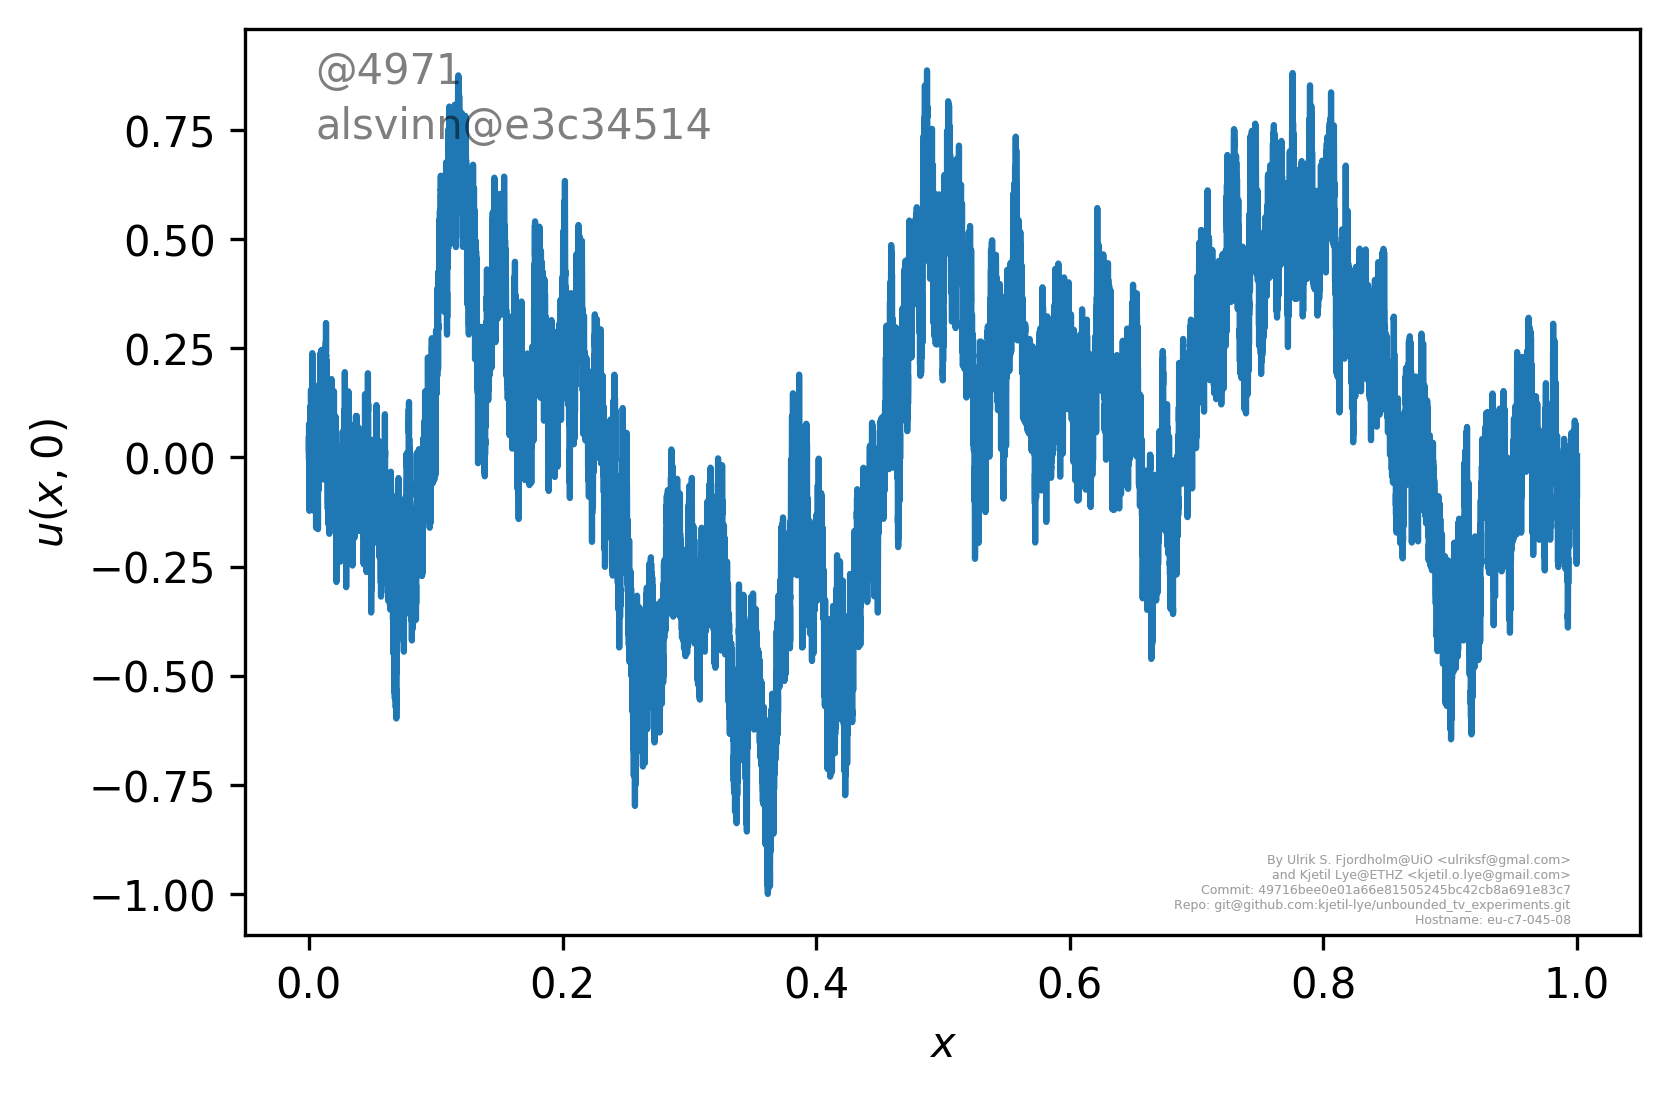 @4971
alsvinn@e3c34514
u(x, 0)
0.75
0.50
0.25
0.00
−0.25
−0.50
−0.75
−1.00
By Ulrik S. Fjordholm@UiO <ulriksf@gmal.com>
and Kjetil Lye@ETHZ <kjetil.o.lye@gmail.com>
Commit: 49716bee0e01a66e81505245bc42cb8a691e83c7
Repo: git@github.com:kjetil-lye/unbounded_tv_experiments.git
Hostname: eu-c7-045-08
0.0 0.2 0.4 0.6 0.8 1.0
x